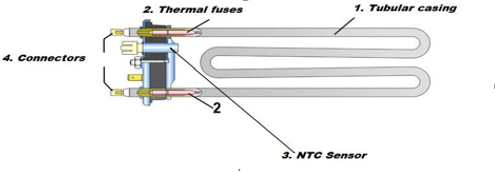 2. Thermal fuses
1. Tubular casing
4. Connectors
2
3. NTC Sensor